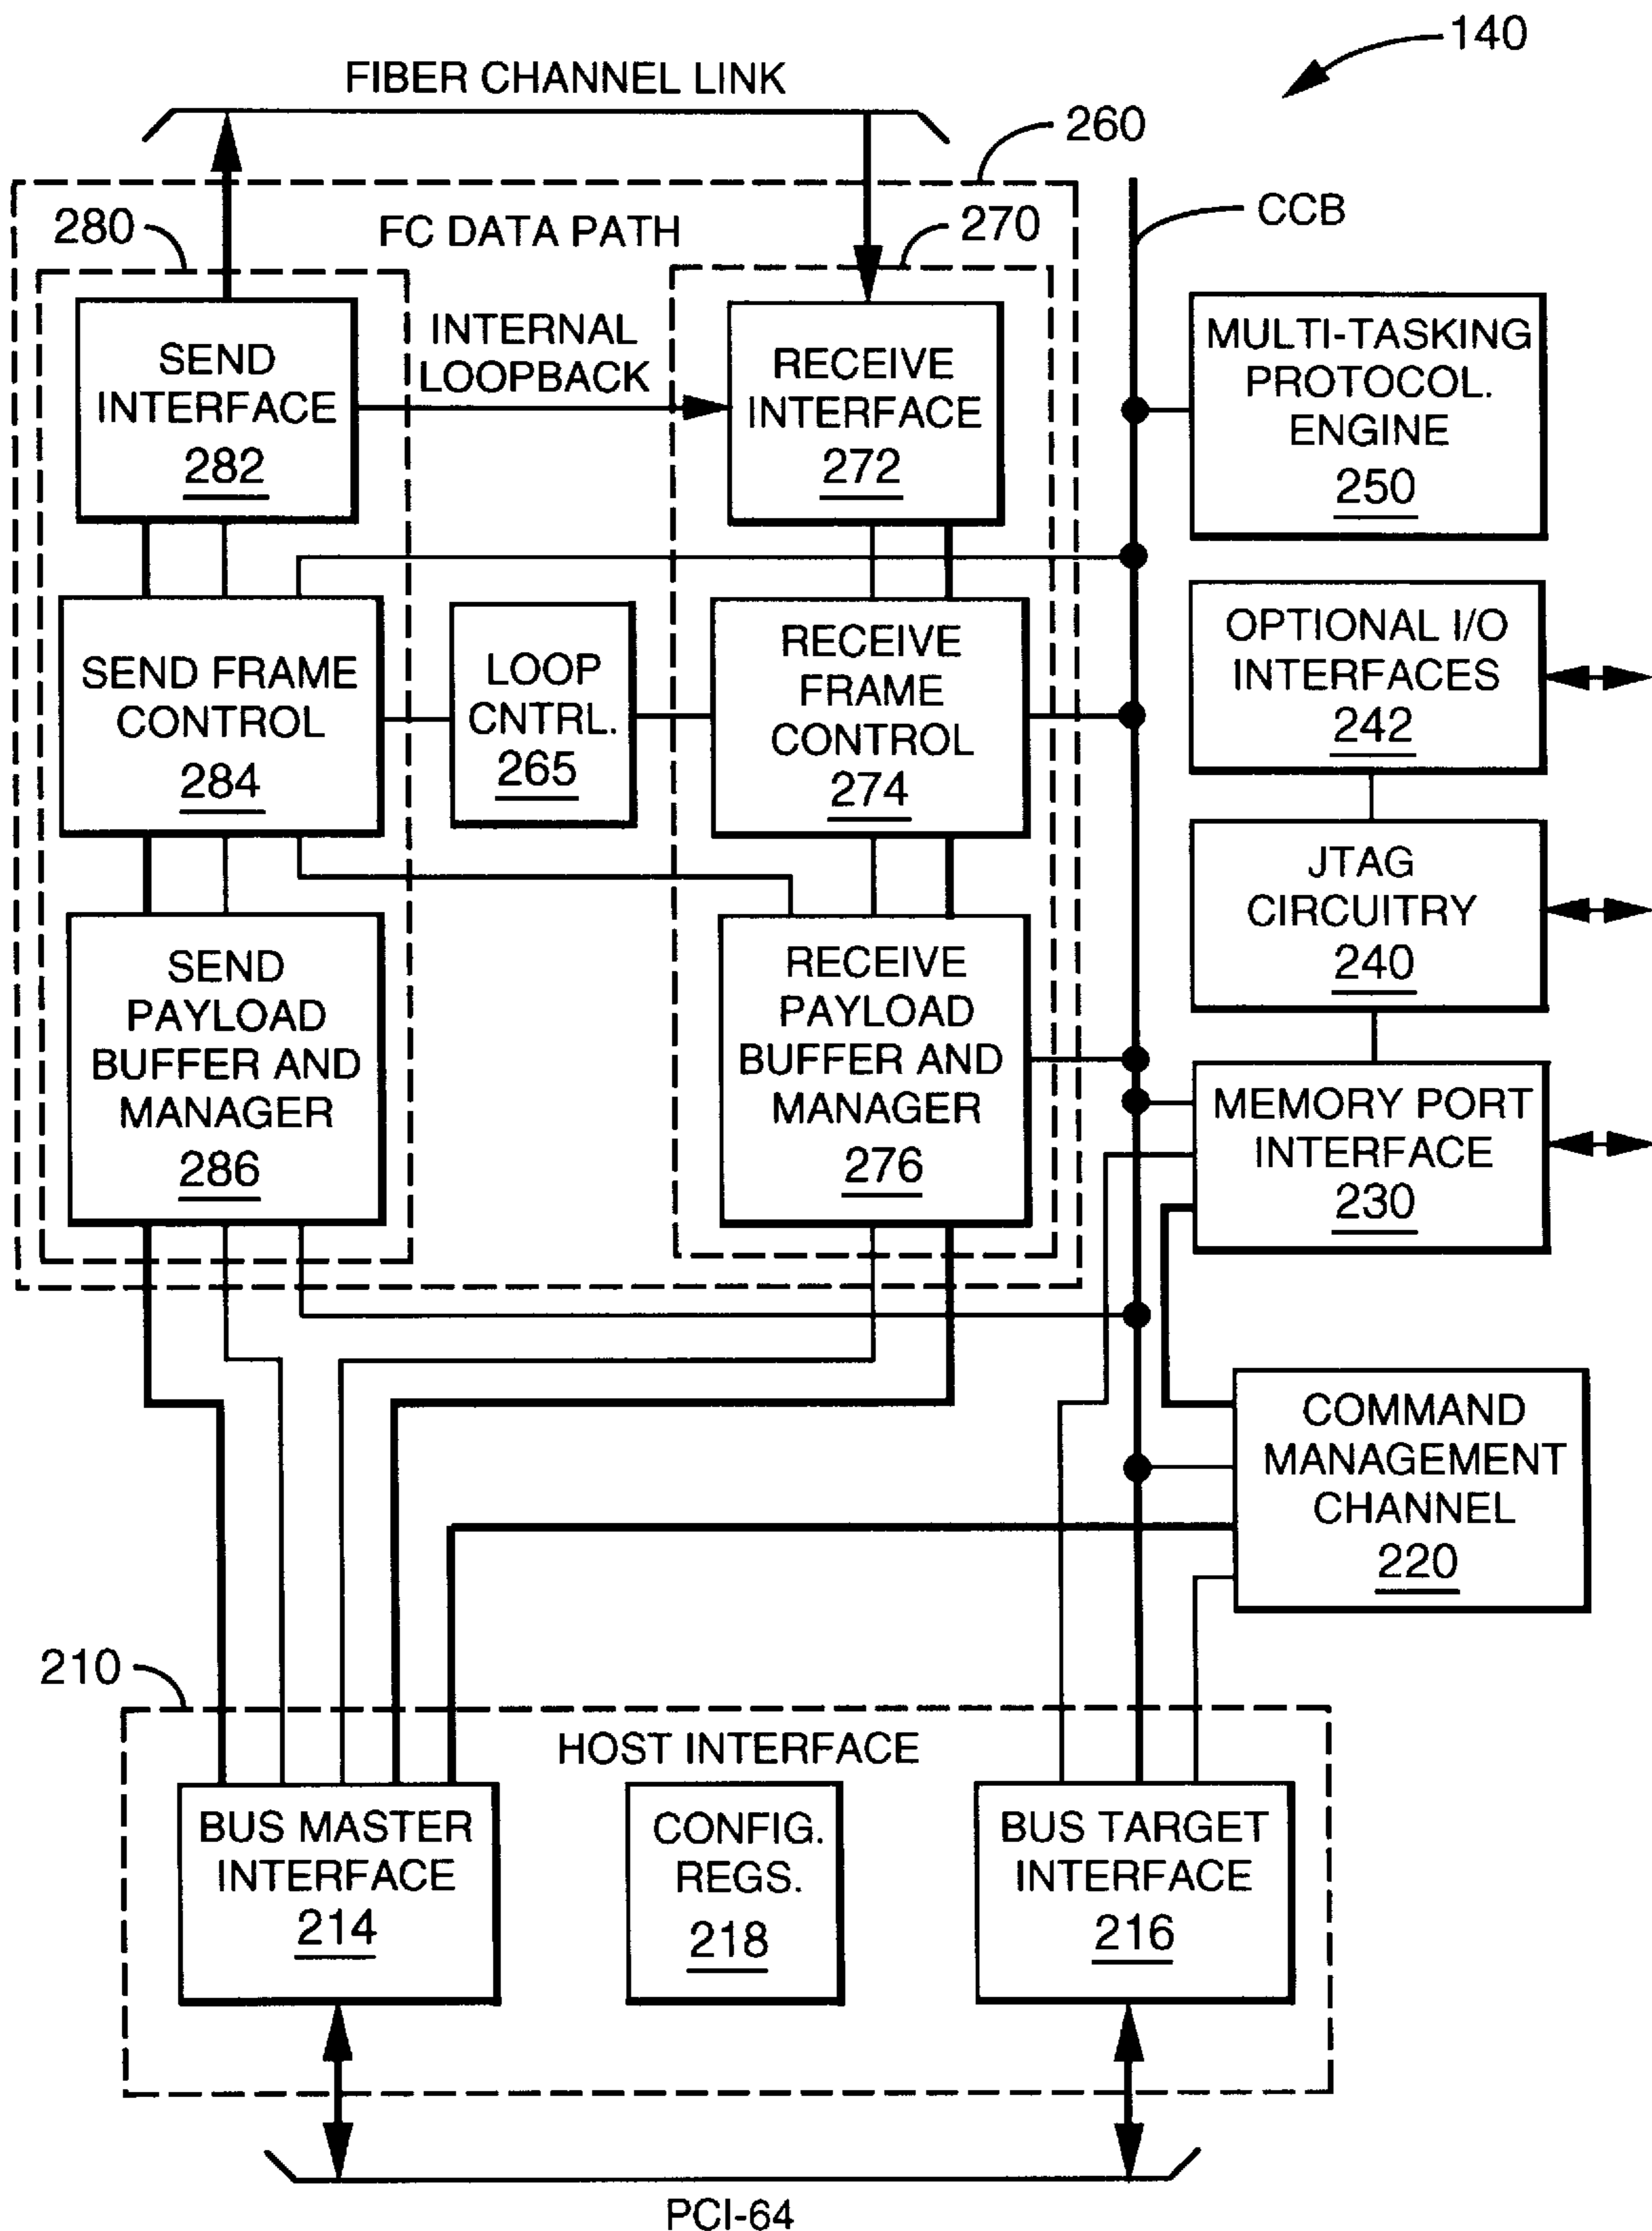 140
FIBER CHANNEL LINK
260
CCB
280
FC DATA PATH
270
SEND
INTERFACE
282
INTERNAL
LOOPBACK
RECEIVE
INTERFACE
272
MULTI-TASKING
PROTOCOL.
ENGINE
250
SEND FRAME
CONTROL
284
LOOP
CNTRL.
265
RECEIVE
FRAME
CONTROL
274
OPTIONAL I/O
INTERFACES
242
JTAG
CIRCUITRY
240
SEND
PAYLOAD
BUFFER AND
MANAGER
286
RECEIVE
PAYLOAD
BUFFER AND
MANAGER
276
MEMORY PORT
INTERFACE
230
COMMAND
MANAGEMENT
CHANNEL
220
210
HOST INTERFACE
BUS MASTER
INTERFACE
214
CONFIG.
REGS.
218
BUS TARGET
INTERFACE
216
PCI-64